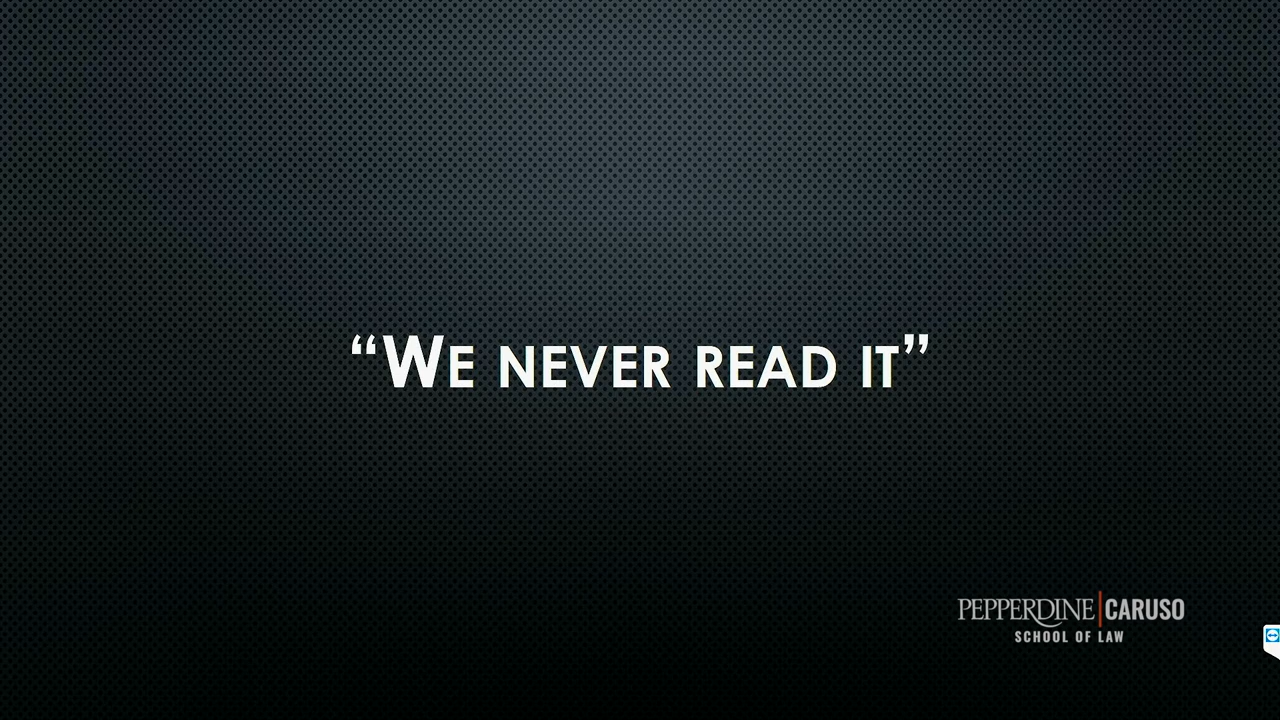 “We never read it”
PEPPERDINE | CARUSO
SCHOOL OF LAW